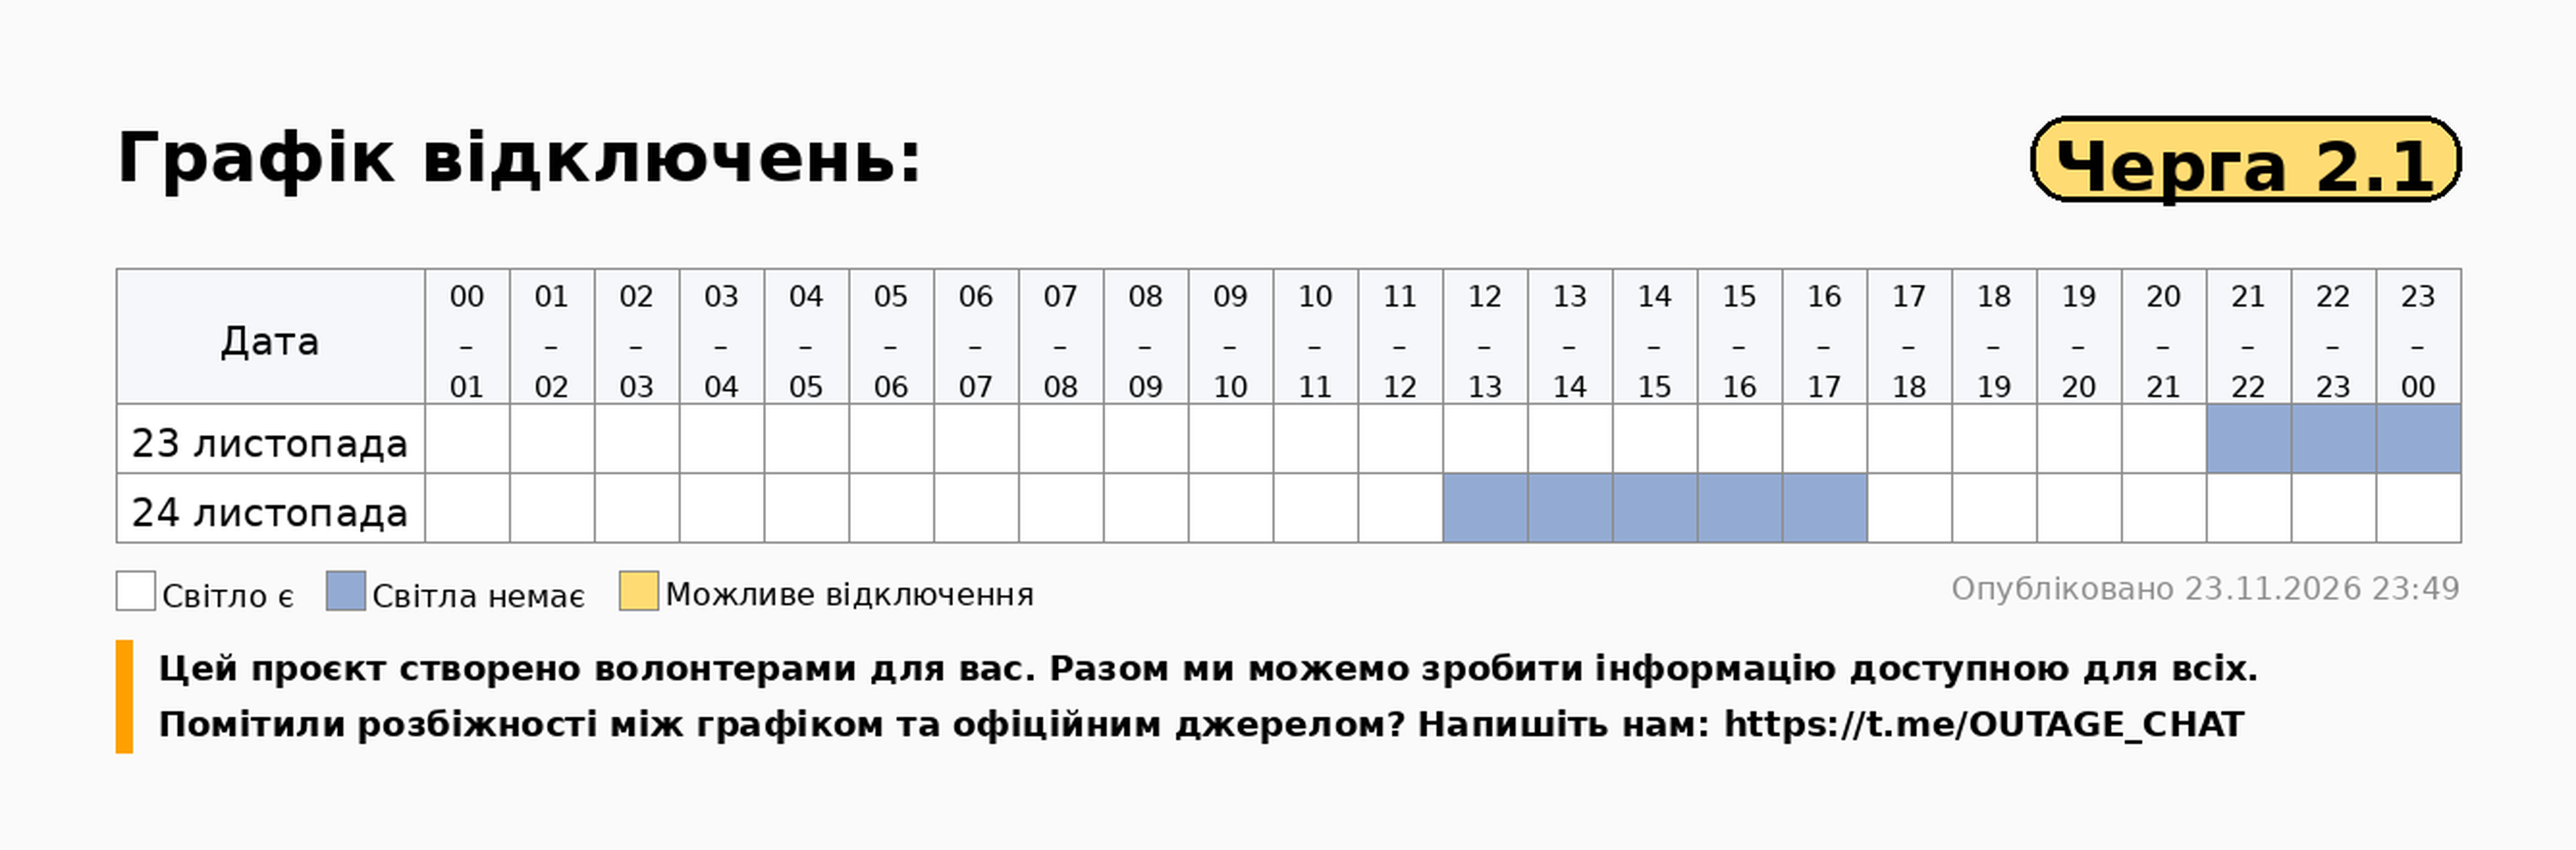 Графік відключень:
Черга 2.1
Дата 00 – 01 01 – 02 02 – 03 03 – 04 04 – 05 05 – 06 06 – 07 07 – 08 08 – 09 09 – 10 10 – 11 11 – 12 12 – 13 13 – 14 14 – 15 15 – 16 16 – 17 17 – 18 18 – 19 19 – 20 20 – 21 21 – 22 22 – 23 23 – 00
23 листопада
24 листопада
Світло є Світла немає Можливе відключення
Опубліковано 23.11.2026 23:49
Цей проєкт створено волонтерами для вас. Разом ми можемо зробити інформацію доступною для всіх.
Помітили розбіжності між графіком та офіційним джерелом? Напишіть нам: https://t.me/OUTAGE_CHAT